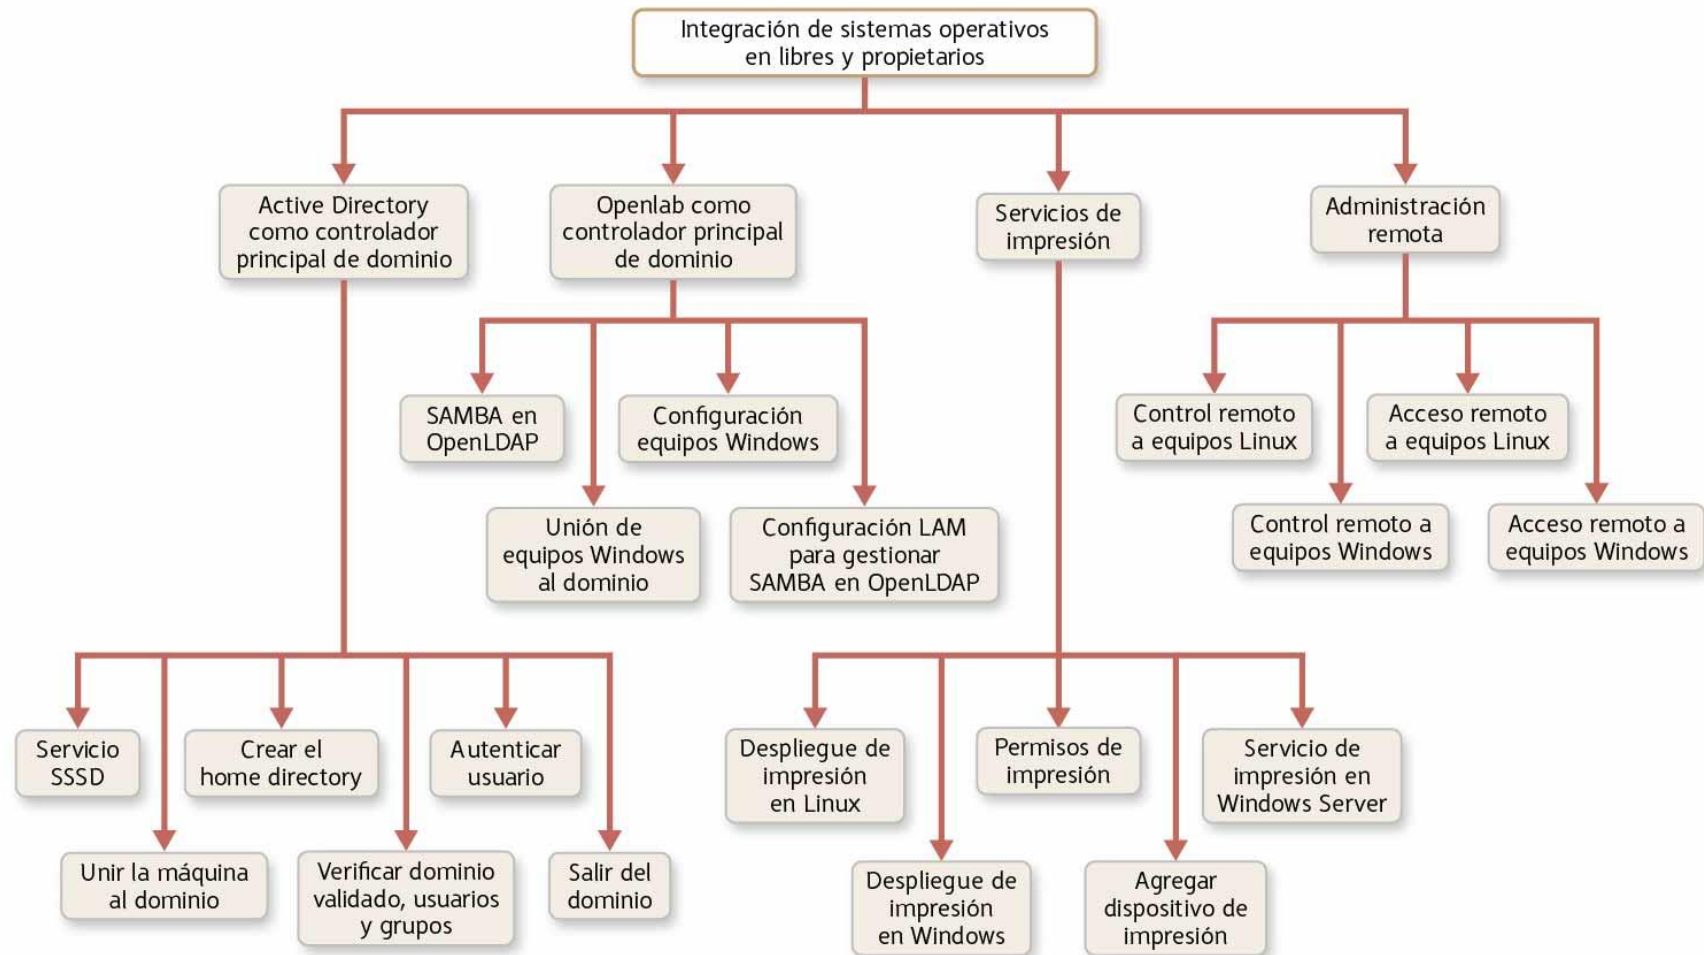 Integración de sistemas operativos
en libres y propietarios
Active Directory
como controlador
principal de dominio
Openlab como
controlador principal
de dominio
Servicios de
impresión
Administración
remota
SAMBA en
OpenLDAP
Configuración
equipos Windows
Unión de
equipos Windows
al dominio
Configuración LAM
para gestionar
SAMBA en OpenLDAP
Control remoto
a equipos Linux
Acceso remoto
a equipos Linux
Control remoto a
equipos Windows
Acceso remoto a
equipos Windows
Servicio
SSSD
Crear el
home directory
Autenticar
usuario
Unir la máquina
al dominio
Verificar dominio
validado, usuarios
y grupos
Salir del
dominio
Despliegue de
impresión
en Linux
Permisos de
impresión
Servicio de
impresión en
Windows Server
Despliegue de
impresión
en Windows
Agregar
dispositivo de
impresión